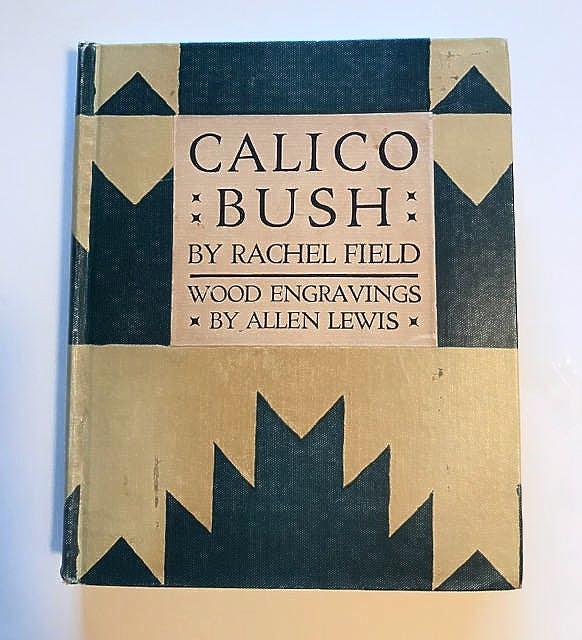 CALICO
BUSH
BY RACHEL FIELD
WOOD ENGRAVINGS
BY ALLEN LEWIS